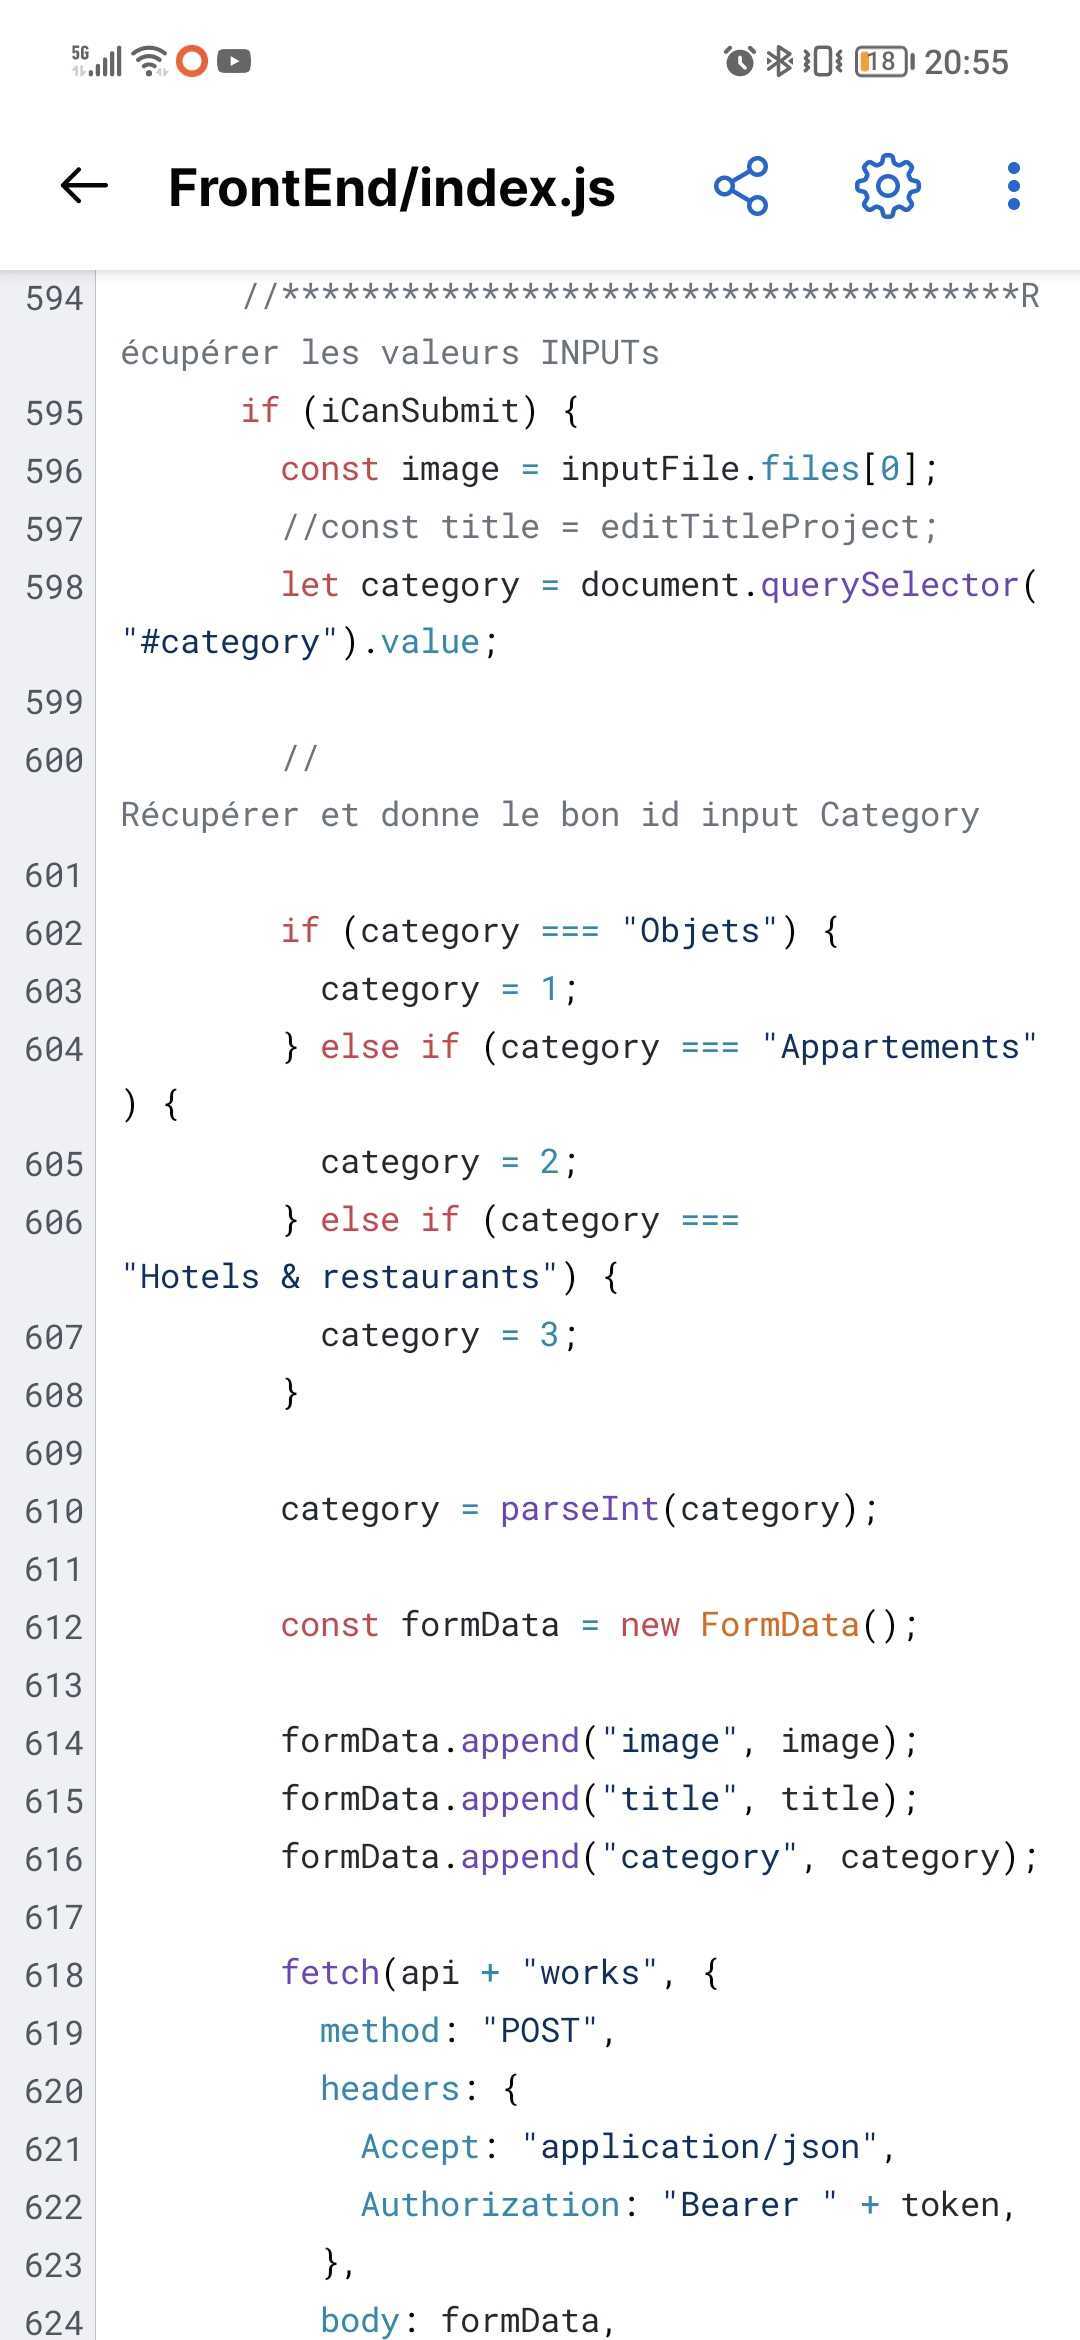 5G 18 20:55
FrontEnd/index.js
594 //*************************************R
écupérer les valeurs INPUTs
595 if (iCanSubmit) {
596 const image = inputFile.files[0];
597 //const title = editTitleProject;
598 let category = document.querySelector(
"#category").value;
599
600 //
Récupérer et donne le bon id input Category
601
602 if (category === "Objets") {
603 category = 1;
604 } else if (category === "Appartements"
) {
605 category = 2;
606 } else if (category ===
"Hotels & restaurants") {
607 category = 3;
608 }
609
610 category = parseInt(category);
611
612 const formData = new FormData();
613
614 formData.append("image", image);
615 formData.append("title", title);
616 formData.append("category", category);
617
618 fetch(api + "works", {
619 method: "POST",
620 headers: {
621 Accept: "application/json",
622 Authorization: "Bearer " + token,
623 },
624 body: formData,